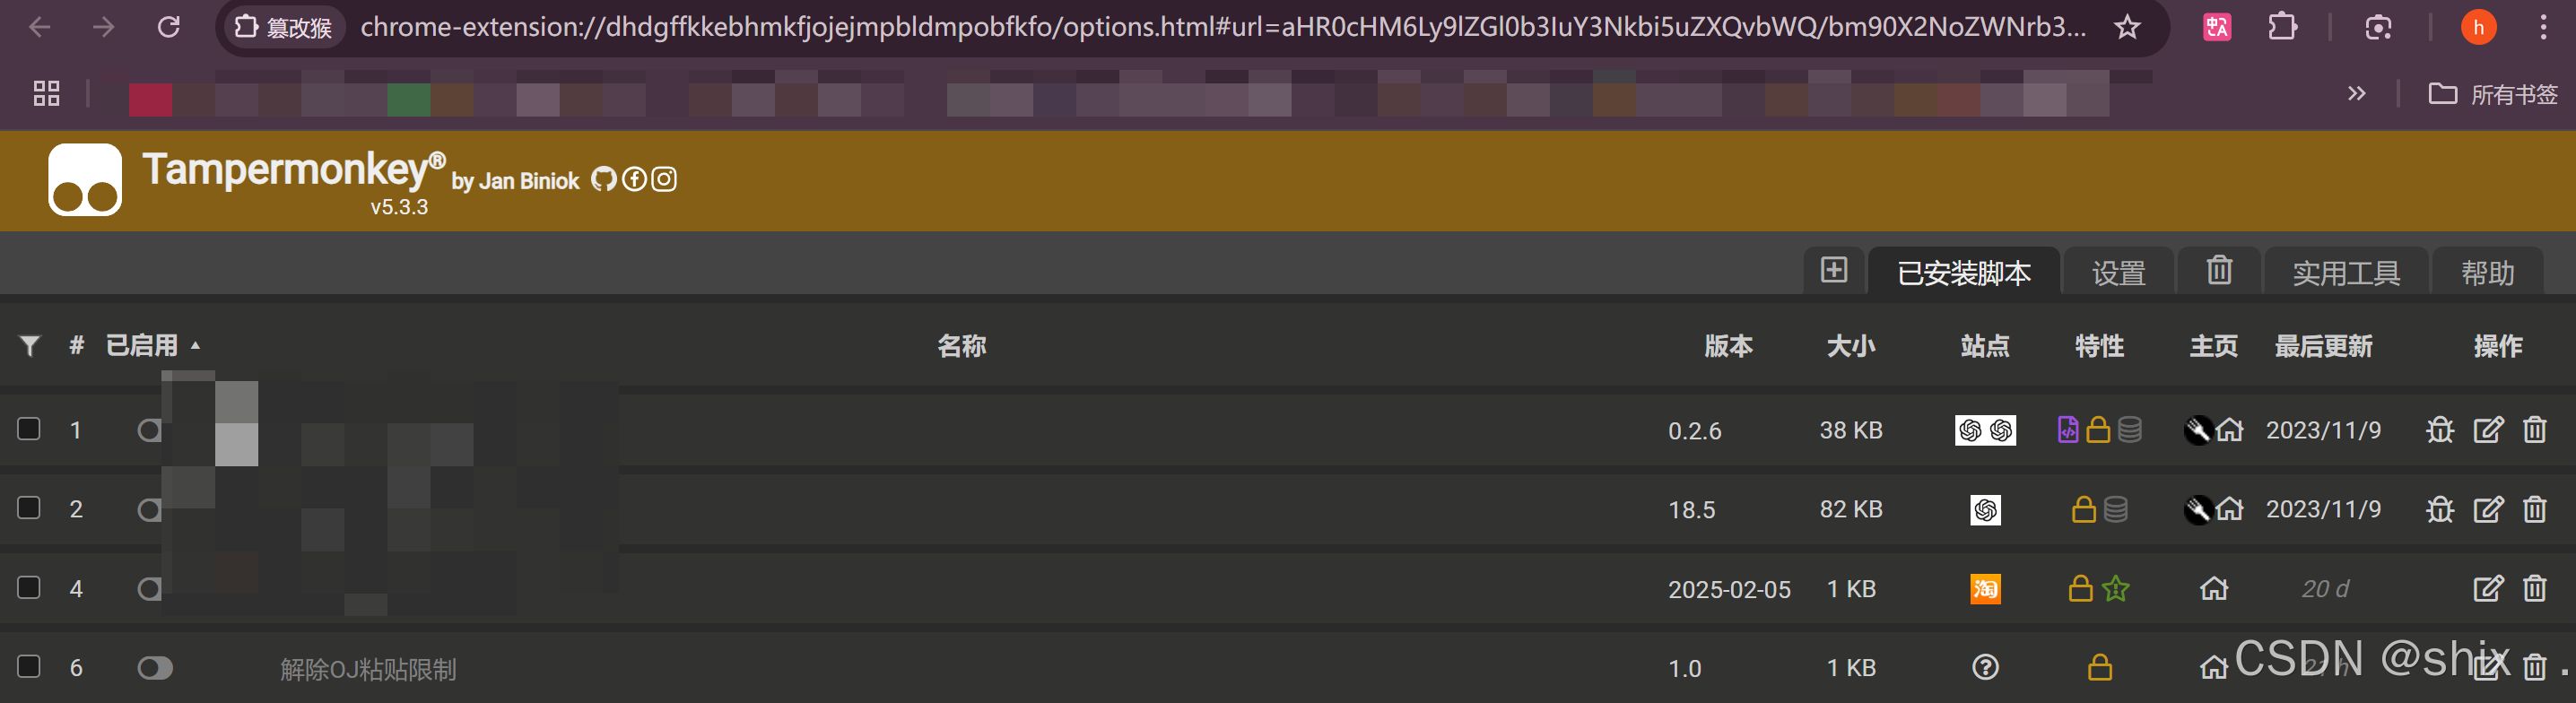 篡改猴 chrome-extension://dhdgffkkebhmkfjojejmpbldmpobfkfo/options.html#url=aHR0cHM6Ly9lZGl0b3IuY3Nkbi5uZXQvbWQ/bm90X2NoZWNrb3... 中A h
所有书签
Tampermonkey® by Jan Biniok
v5.3.3
已安装脚本 设置 实用工具 帮助
# 已启用 名称 版本 大小 站点 特性 主页 最后更新 操作
1 0.2.6 38 KB 2023/11/9
2 18.5 82 KB 2023/11/9
4 2025-02-05 1 KB 淘 20 d
6 解除OJ粘贴限制 1.0 1 KB
CSDN @shix .